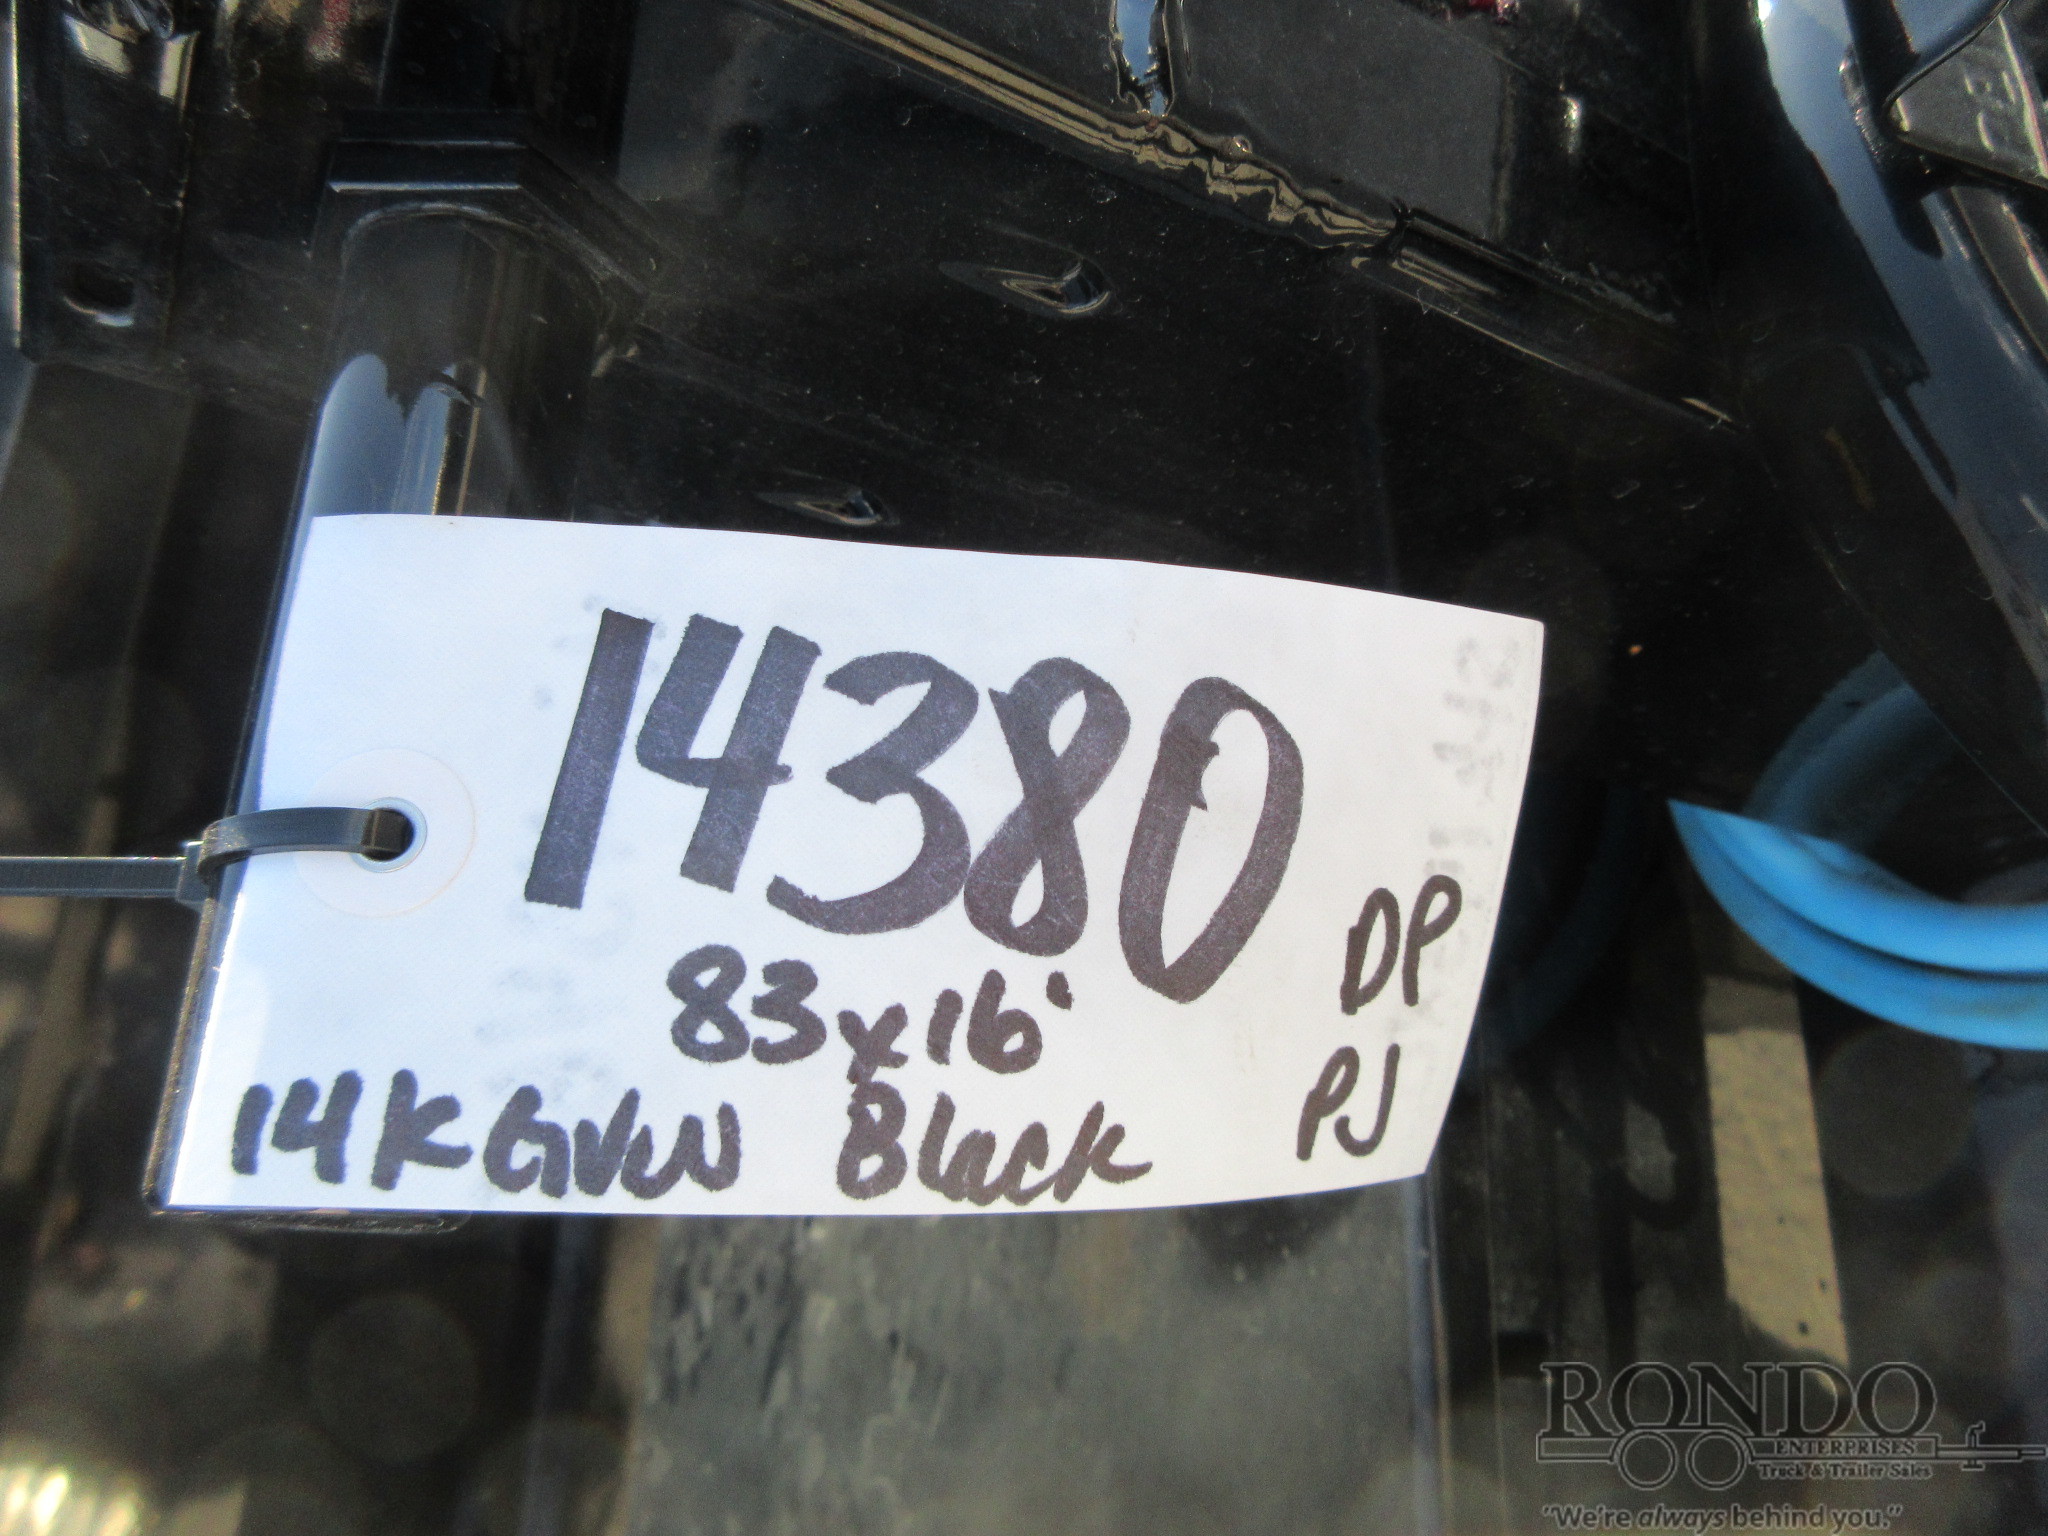 14380
83x16'
14K GVW Black
DP
PJ
RONDO
ENTERPRISES
Truck & Trailer Sales
"We're always behind you."